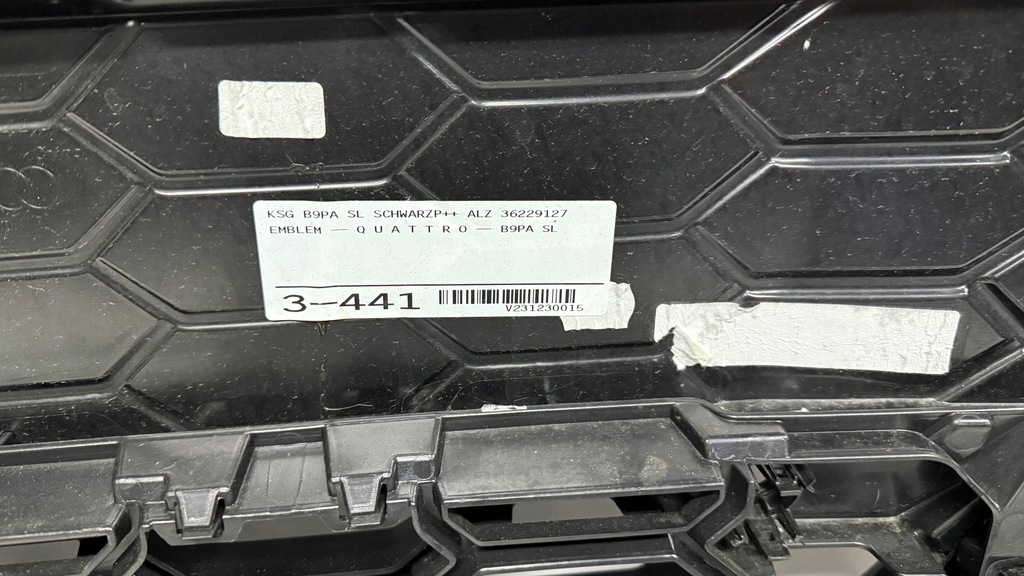 KSG B9PA SL SCHWARZP++ ALZ 36229127
EMBLEM — Q U A T T R O — B9PA SL
3-441
V231230015